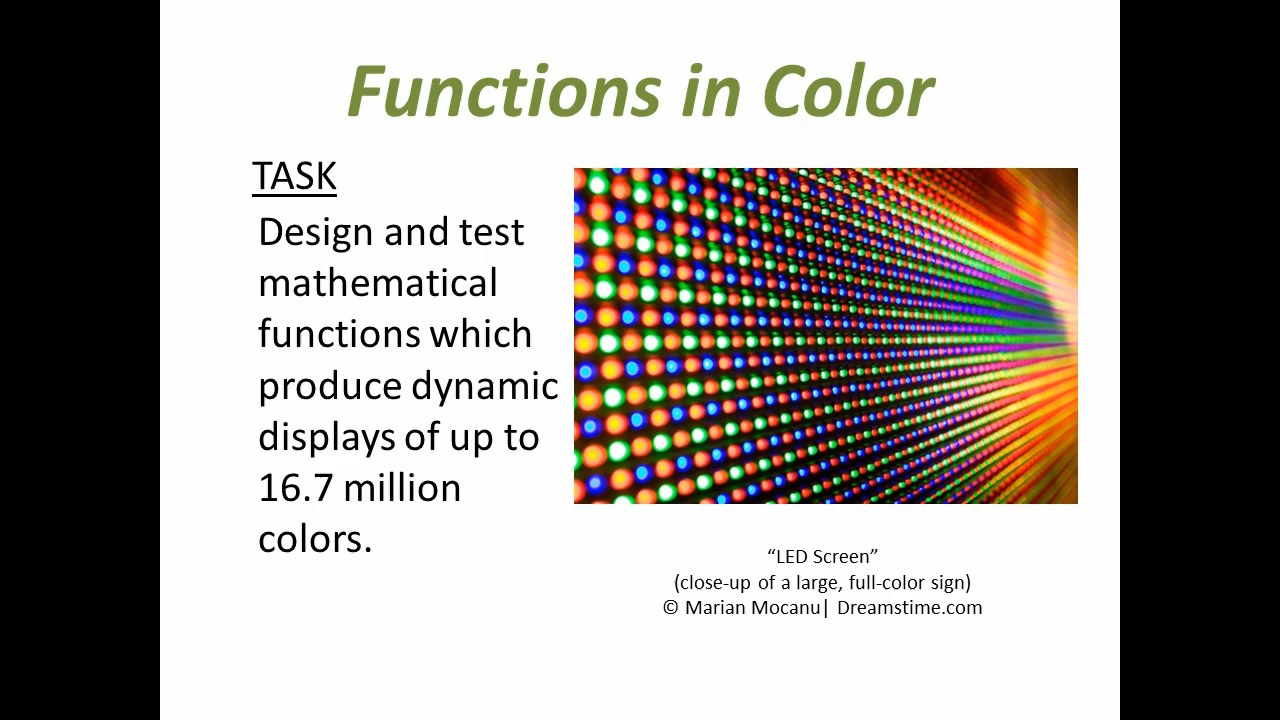 Functions in Color
TASK
Design and test
mathematical
functions which
produce dynamic
displays of up to
16.7 million
colors.
“LED Screen”
(close-up of a large, full-color sign)
© Marian Mocanu| Dreamstime.com